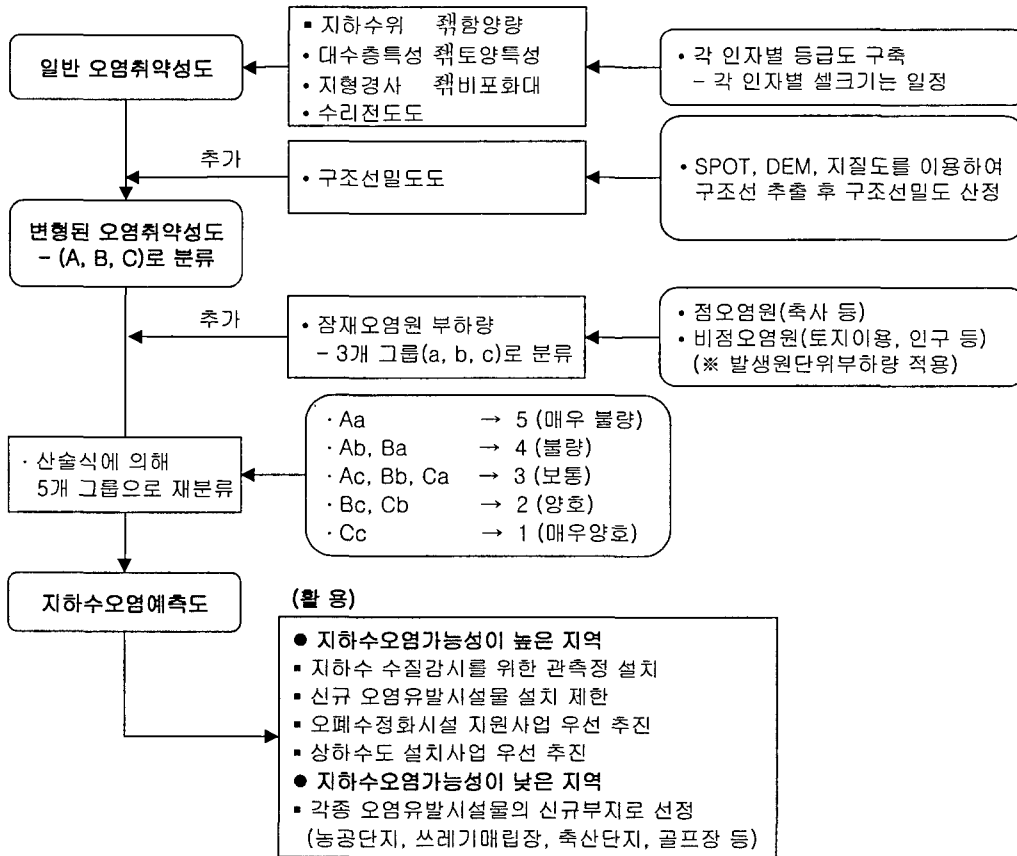 ▪ 지하수위 쟶함양량
▪ 대수층특성 쟶토양특성
▪ 지형경사 쟶비포화대
▪ 수리전도도
일반 오염취약성도
• 각 인자별 등급도 구축
– 각 인자별 셀크기는 일정
추가
• 구조선밀도도
• SPOT, DEM, 지질도를 이용하여
구조선 추출 후 구조선밀도 산정
변형된 오염취약성도
– (A, B, C)로 분류
추가
• 잠재오염원 부하량
– 3개 그룹(a, b, c)로 분류
• 점오염원(축사 등)
• 비점오염원(토지이용, 인구 등)
(※ 발생원단위부하량 적용)
· 산술식에 의해
5개 그룹으로 재분류
· Aa → 5 (매우 불량)
· Ab, Ba → 4 (불량)
· Ac, Bb, Ca → 3 (보통)
· Bc, Cb → 2 (양호)
· Cc → 1 (매우양호)
지하수오염예측도
(활 용)
● 지하수오염가능성이 높은 지역
▪ 지하수 수질감시를 위한 관측정 설치
▪ 신규 오염유발시설물 설치 제한
▪ 오폐수정화시설 지원사업 우선 추진
▪ 상하수도 설치사업 우선 추진
● 지하수오염가능성이 낮은 지역
▪ 각종 오염유발시설물의 신규부지로 선정
(농공단지, 쓰레기매립장, 축산단지, 골프장 등)